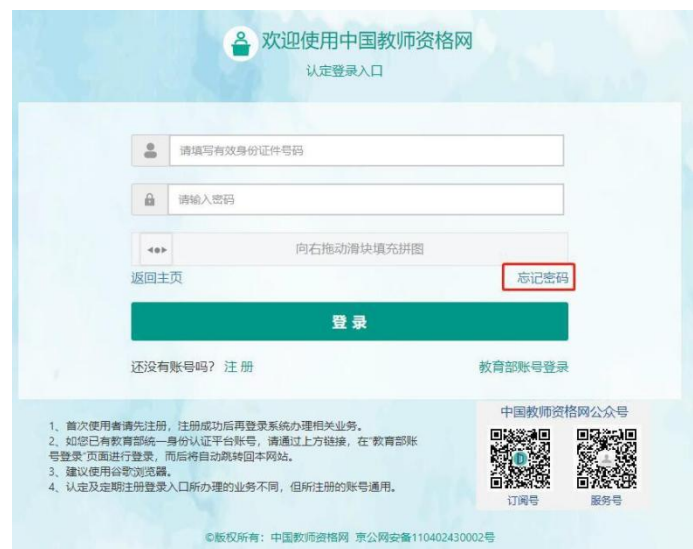 欢迎使用中国教师资格网
认定登录入口
请填写有效身份证件号码
请输入密码
向右拖动滑块填充拼图
返回主页
忘记密码
登 录
还没有账号吗? 注 册
教育部账号登录
中国教师资格网公众号
1、首次使用者请先注册,注册成功后再登录系统办理相关业务。
2、如您已有教育部统一身份认证平台账号,请通过上方链接,在"教育部账
号登录"页面进行登录,而后将自动跳转回本网站。
3、建议使用谷歌浏览器。
4、认定及定期注册登录入口所办理的业务不同,但所注册的账号通用。
订阅号
服务号
©版权所有:中国教师资格网 京公网安备110402430002号